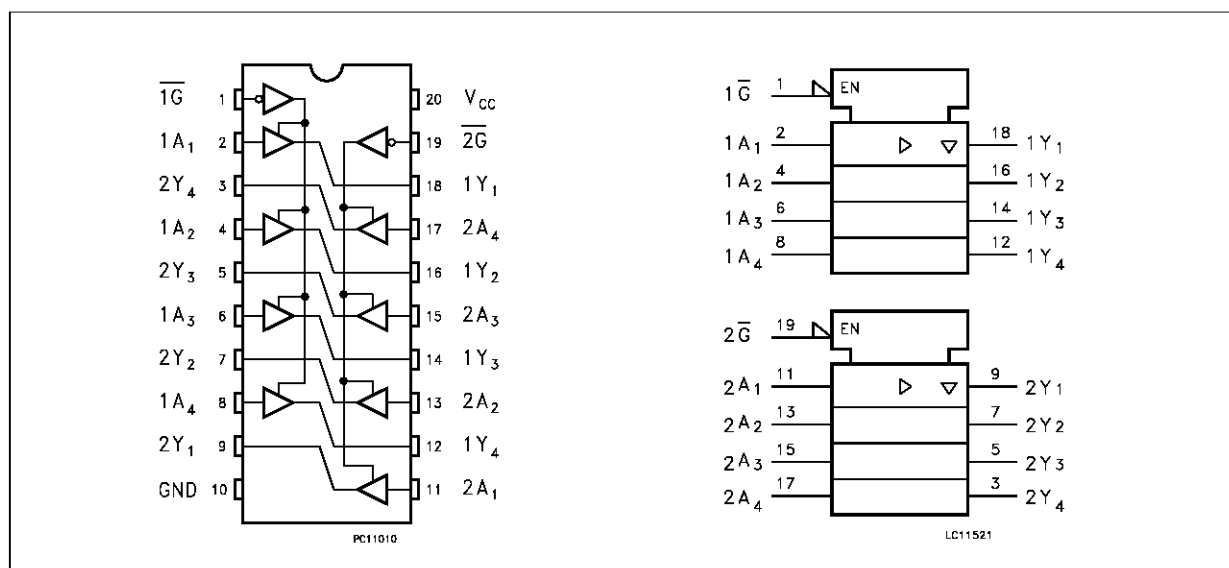 1G 1 20 VCC
1A1 2 19 2G
2Y4 3 18 1Y1
1A2 4 17 2A4
2Y3 5 16 1Y2
1A3 6 15 2A3
2Y2 7 14 1Y3
1A4 8 13 2A2
2Y1 9 12 1Y4
GND 10 11 2A1
PC11010
1G 1 EN
1A1 2 18 1Y1
1A2 4 16 1Y2
1A3 6 14 1Y3
1A4 8 12 1Y4
2G 19 EN
2A1 11 9 2Y1
2A2 13 7 2Y2
2A3 15 5 2Y3
2A4 17 3 2Y4
LC11521